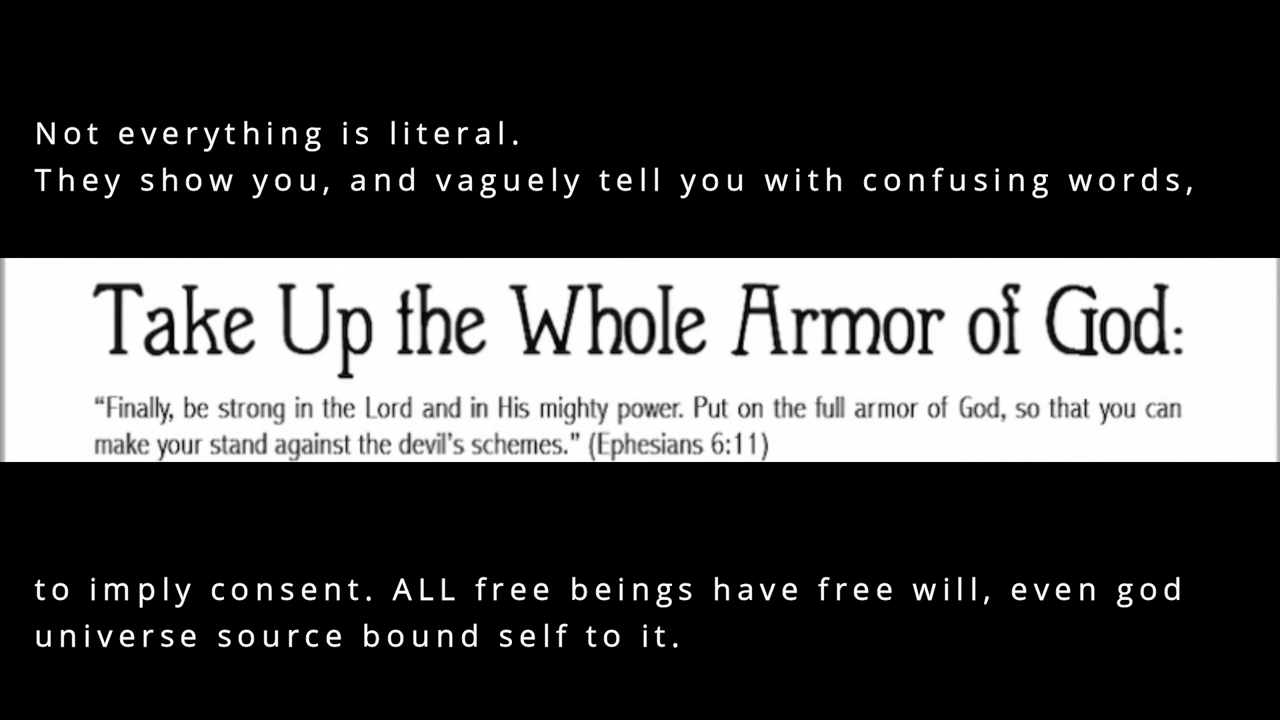 Not everything is literal.
They show you, and vaguely tell you with confusing words,
Take Up the Whole Armor of God:
“Finally, be strong in the Lord and in His mighty power. Put on the full armor of God, so that you can
make your stand against the devil’s schemes.” (Ephesians 6:11)
to imply consent. ALL free beings have free will, even god
universe source bound self to it.